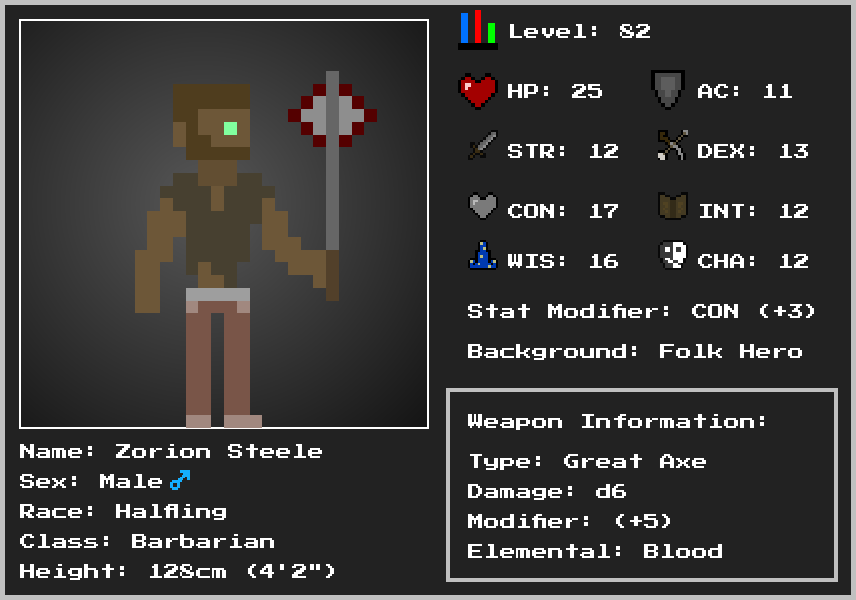 Level: 82
HP: 25
AC: 11
STR: 12
DEX: 13
CON: 17
INT: 12
WIS: 16
CHA: 12
Stat Modifier: CON (+3)
Background: Folk Hero
Weapon Information:
Type: Great Axe
Damage: d6
Modifier: (+5)
Elemental: Blood
Name: Zorion Steele
Sex: Male♂
Race: Halfling
Class: Barbarian
Height: 128cm (4'2")